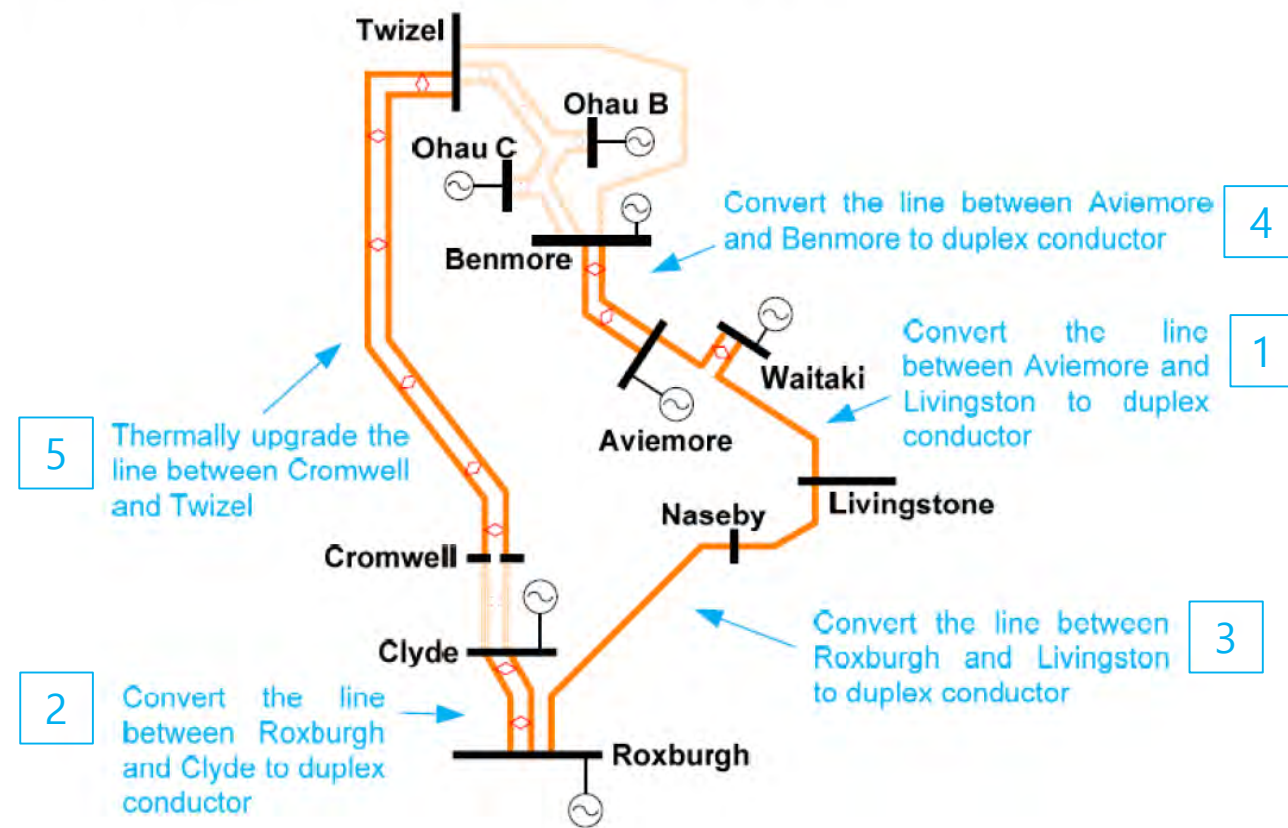 Twizel
Ohau B
Ohau C
Benmore
Convert the line between Aviemore
and Benmore to duplex conductor
4
Convert the line
between Aviemore and
Livingston to duplex
conductor
1
Waitaki
Aviemore
5
Thermally upgrade the
line between Cromwell
and Twizel
Livingstone
Naseby
Cromwell
Clyde
Convert the line between
Roxburgh and Livingston
to duplex conductor
3
2
Convert the line
between Roxburgh
and Clyde to duplex
conductor
Roxburgh